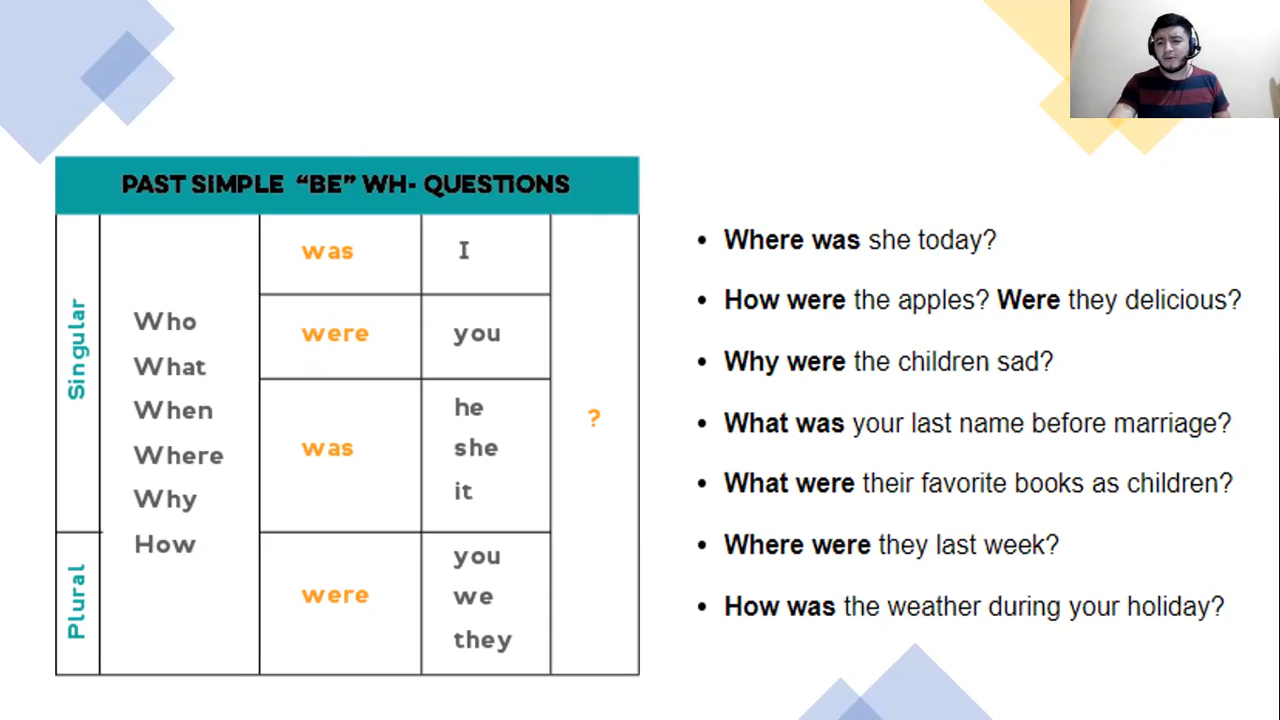 PAST SIMPLE “BE” WH- QUESTIONS
Singular
Plural
Who
What
When
Where
Why
How
was
I
were
you
was
he
she
it
were
you
we
they
?
• Where was she today?
• How were the apples? Were they delicious?
• Why were the children sad?
• What was your last name before marriage?
• What were their favorite books as children?
• Where were they last week?
• How was the weather during your holiday?